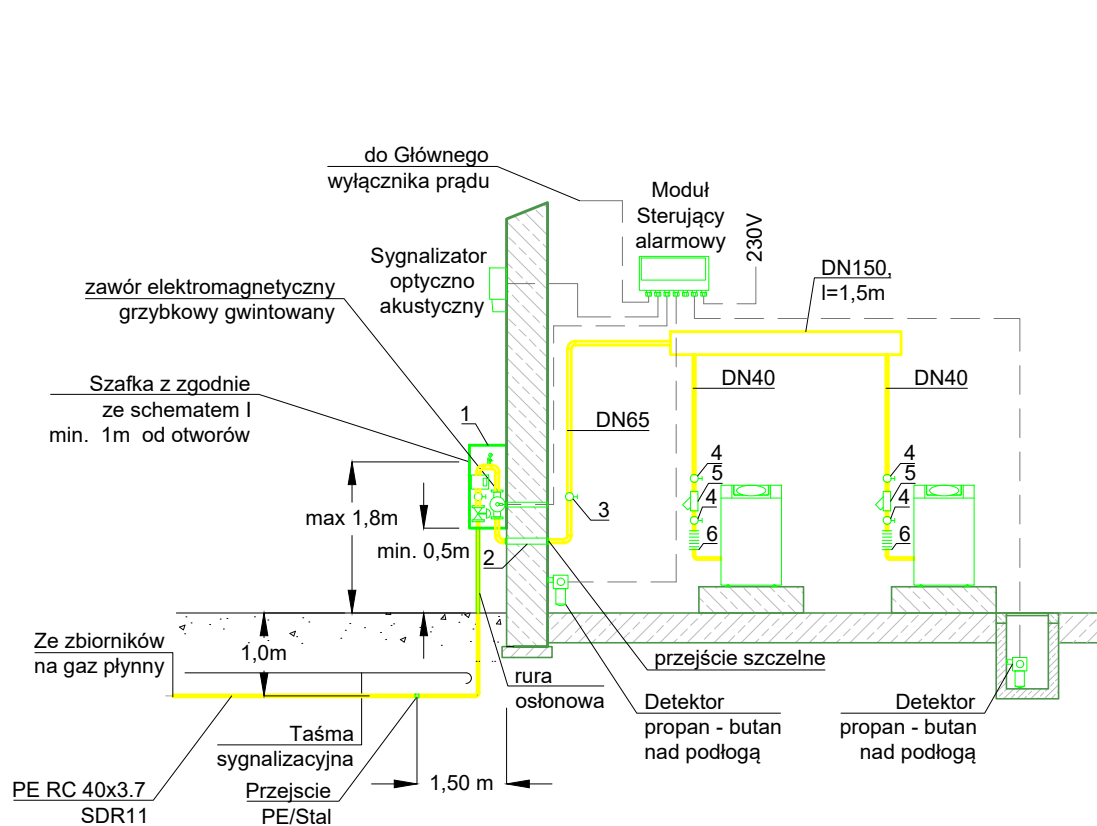 do Głównego
wyłącznika prądu
Moduł
Sterujący
alarmowy
230V
Sygnalizator
optyczno
akustyczny
DN150,
l=1,5m
zawór elektromagnetyczny
grzybkowy gwintowany
Szafka z zgodnie
ze schematem I
min. 1m od otworów
1
DN65
DN40
DN40
4
5
4
6
4
5
4
6
3
max 1,8m
min. 0,5m
2
Ze zbiorników
na gaz płynny
1,0m
przejście szczelne
rura
osłonowa
Detektor
propan - butan
nad podłogą
Detektor
propan - butan
nad podłogą
Taśma
sygnalizacyjna
1,50 m
PE RC 40x3.7
SDR11
Przejscie
PE/Stal